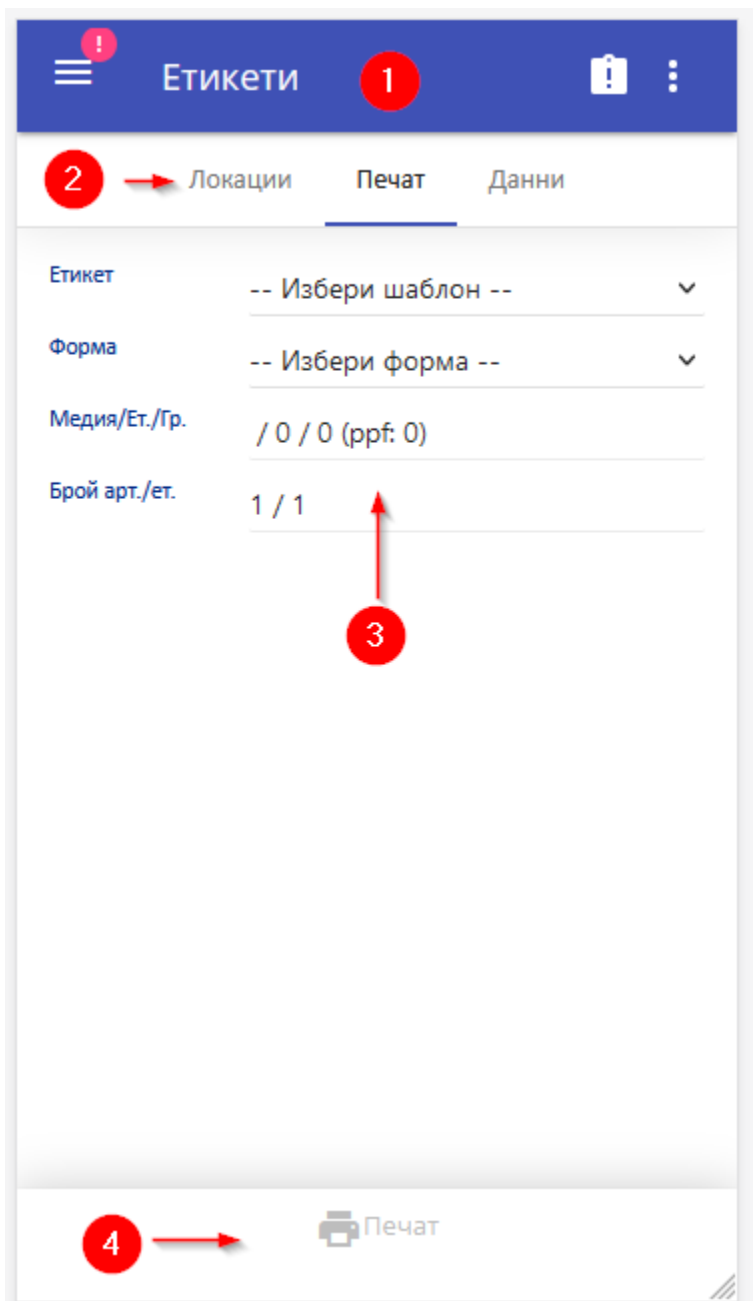 !
Етикети 1
2 Локации Печат Данни
Етикет -- Избери шаблон --
Форма -- Избери форма --
Медия/Ет./Гр. / 0 / 0 (ppf: 0)
Брой арт./ет. 1 / 1
3
4 Печат